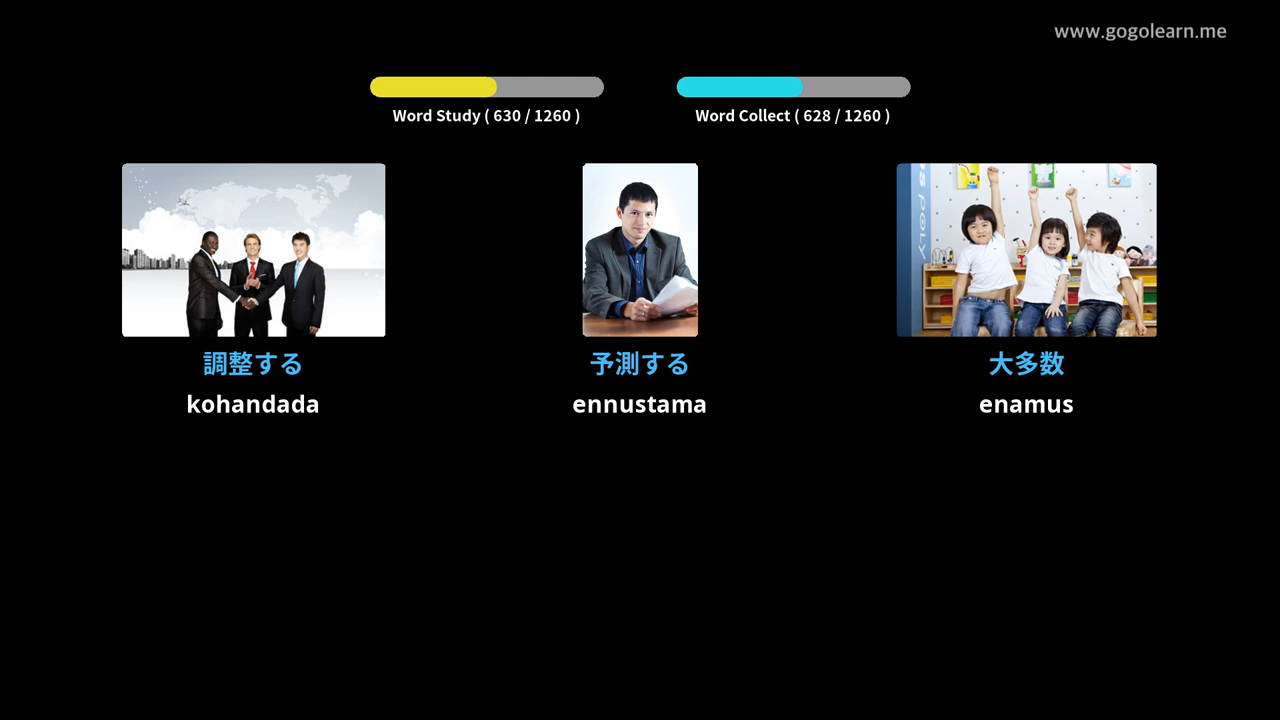 www.gogolearn.me
Word Study ( 630 / 1260 )
Word Collect ( 628 / 1260 )
調整する
kohandada
予測する
ennustama
大多数
enamus